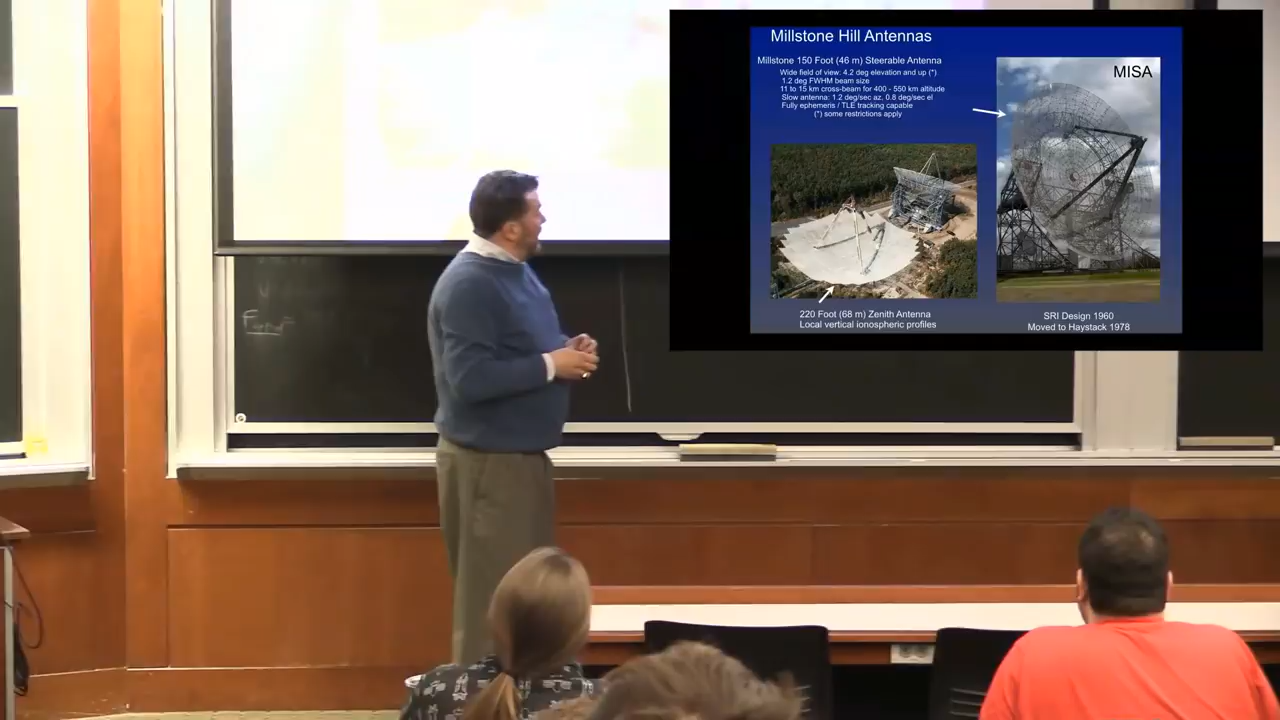 Millstone Hill Antennas
Millstone 150 Foot (46 m) Steerable Antenna
Wide field of view: 4.2 deg elevation and up (*)
1.2 deg FWHM beam size
11 to 15 km cross-beam for 400 - 550 km altitude
Slow antenna: 1.2 deg/sec az, 0.8 deg/sec el
Fully ephemeris / TLE tracking capable
(*) some restrictions apply
MISA
220 Foot (68 m) Zenith Antenna
Local vertical ionospheric profiles
SRI Design 1960
Moved to Haystack 1978